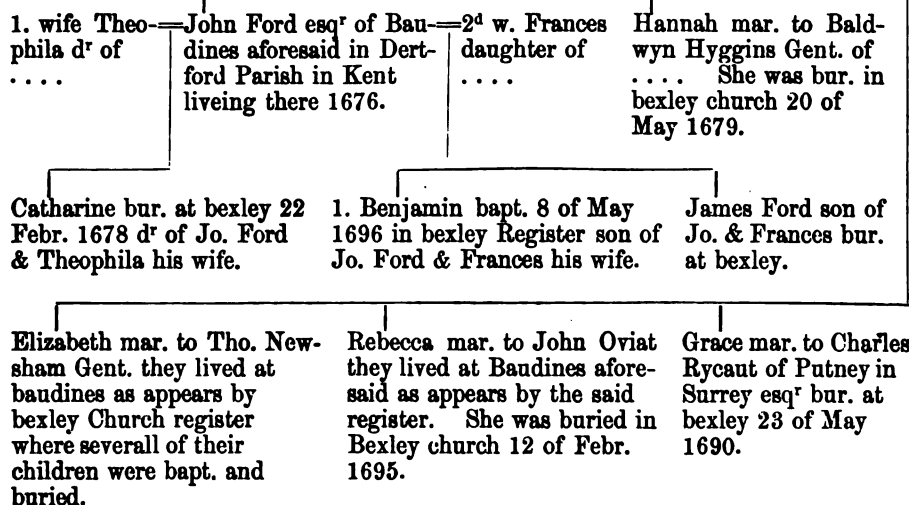 1. wife Theo-
phila dʳ of
. . . .
John Ford esqʳ of Bau-
dines aforesaid in Dert-
ford Parish in Kent
liveing there 1676.
2ᵈ w. Frances
daughter of
. . . .
Hannah mar. to Bald-
wyn Hyggins Gent. of
. . . . She was bur. in
bexley church 20 of
May 1679.
Catharine bur. at bexley 22
Febr. 1678 dʳ of Jo. Ford
& Theophila his wife.
1. Benjamin bapt. 8 of May
1696 in bexley Register son of
Jo. Ford & Frances his wife.
James Ford son of
Jo. & Frances bur.
at bexley.
Elizabeth mar. to Tho. New-
sham Gent. they lived at
baudines as appears by
bexley Church register
where severall of their
children were bapt. and
buried.
Rebecca mar. to John Oviat
they lived at Baudines afore-
said as appears by the said
register. She was buried in
Bexley church 12 of Febr.
1695.
Grace mar. to Charles
Rycaut of Putney in
Surrey esqʳ bur. at
bexley 23 of May
1690.